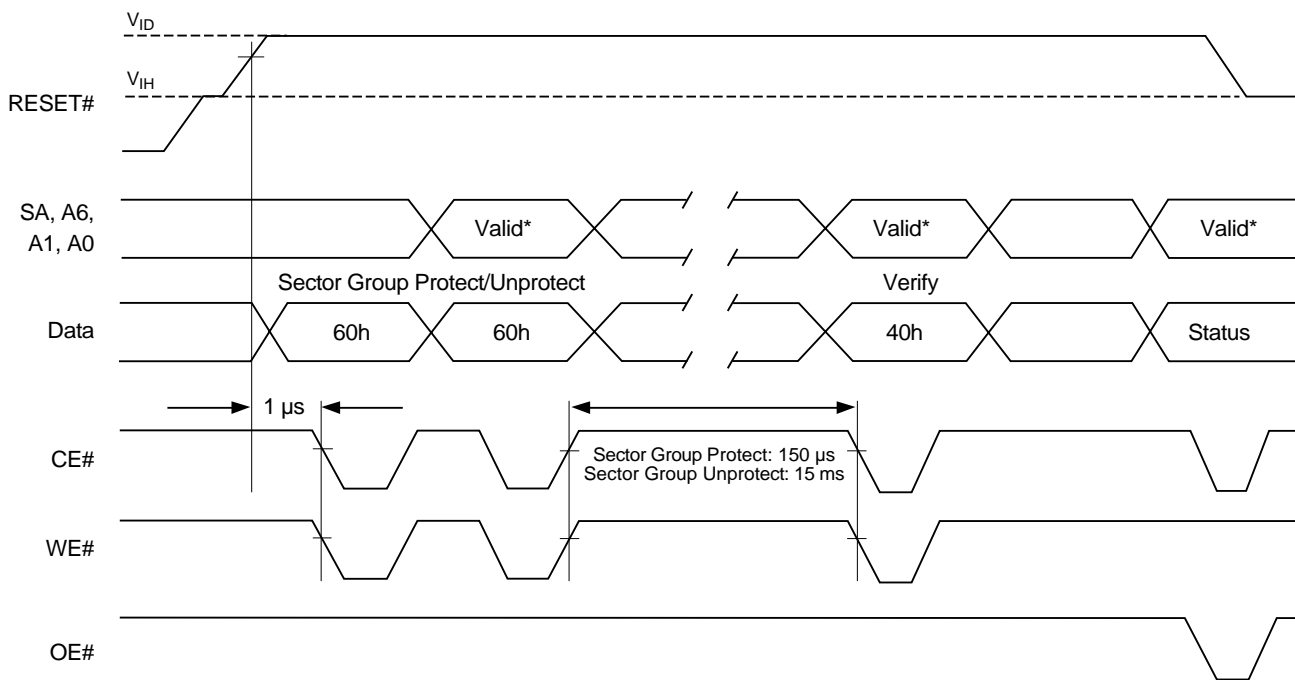 VID
VIH
RESET#
SA, A6,
A1, A0
Valid*
Valid*
Valid*
Sector Group Protect/Unprotect
Verify
Data
60h
60h
40h
Status
1 µs
CE#
Sector Group Protect: 150 µs
Sector Group Unprotect: 15 ms
WE#
OE#